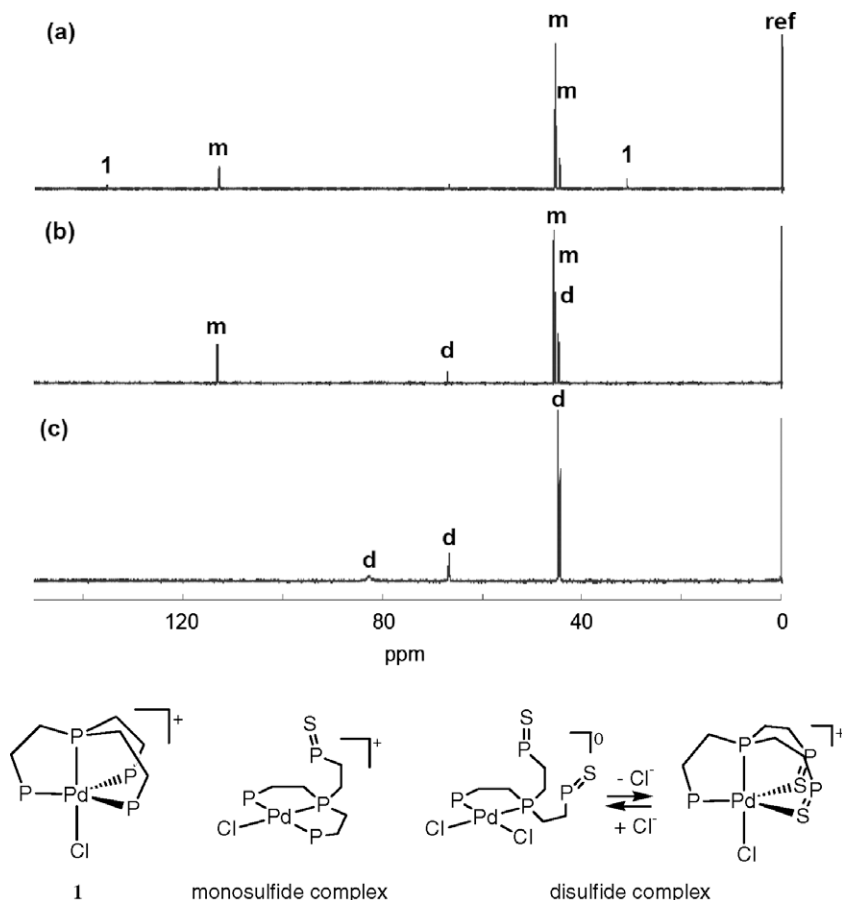 (a)
m
ref
m
1
m
1
(b)
m
m
d
m
d
(c)
d
d
d
120
80
40
0
ppm
P
P
P
P
Pd
Cl
+
1
S
P
P
P
P
Pd
Cl
+
monosulfide complex
S
P
S
P
P
P
Pd
Cl
Cl
0
- Cl⁻
+ Cl⁻
P
P
P
P
S
S
Pd
Cl
+
disulfide complex